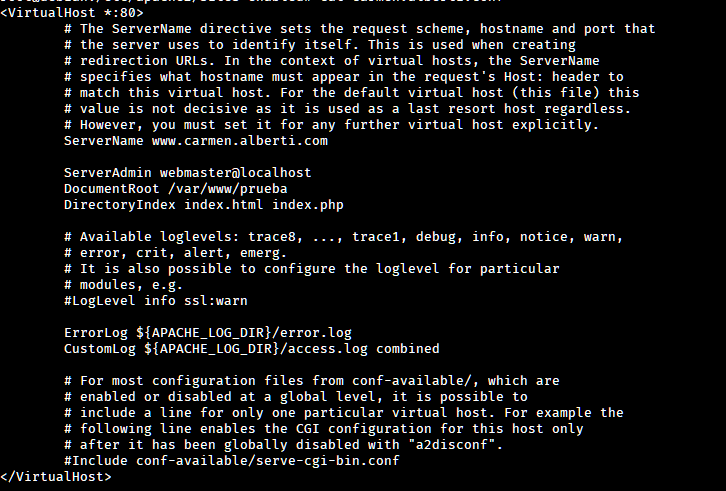 <VirtualHost *:80>
# The ServerName directive sets the request scheme, hostname and port that
# the server uses to identify itself. This is used when creating
# redirection URLs. In the context of virtual hosts, the ServerName
# specifies what hostname must appear in the request's Host: header to
# match this virtual host. For the default virtual host (this file) this
# value is not decisive as it is used as a last resort host regardless.
# However, you must set it for any further virtual host explicitly.
ServerName www.carmen.alberti.com
ServerAdmin webmaster@localhost
DocumentRoot /var/www/prueba
DirectoryIndex index.html index.php
# Available loglevels: trace8, ..., trace1, debug, info, notice, warn,
# error, crit, alert, emerg.
# It is also possible to configure the loglevel for particular
# modules, e.g.
#LogLevel info ssl:warn
ErrorLog ${APACHE_LOG_DIR}/error.log
CustomLog ${APACHE_LOG_DIR}/access.log combined
# For most configuration files from conf-available/, which are
# enabled or disabled at a global level, it is possible to
# include a line for only one particular virtual host. For example the
# following line enables the CGI configuration for this host only
# after it has been globally disabled with "a2disconf".
#Include conf-available/serve-cgi-bin.conf
</VirtualHost>